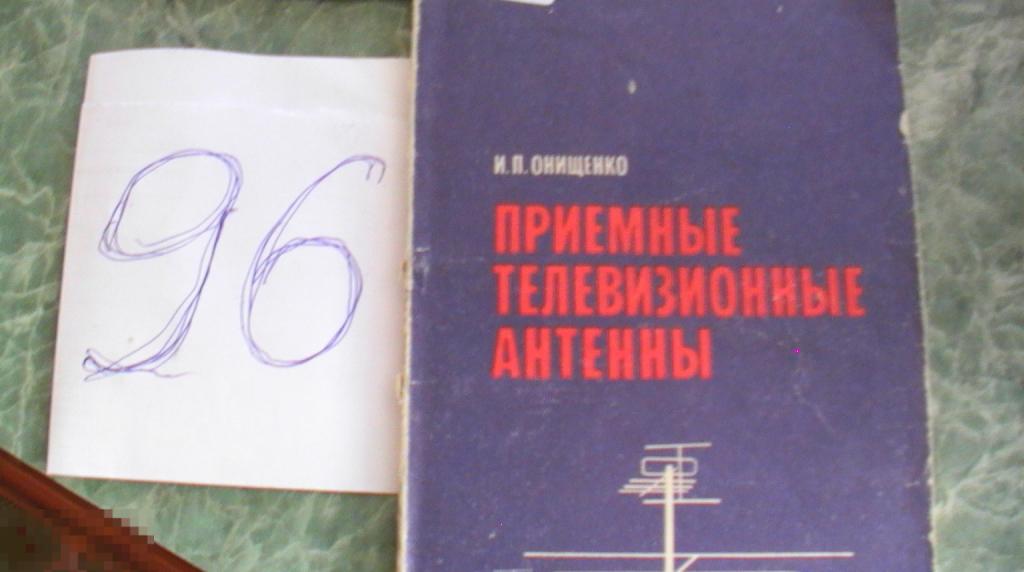 96
И. П. ОНИЩЕНКО
ПРИЕМНЫЕ
ТЕЛЕВИЗИОННЫЕ
АНТЕННЫ